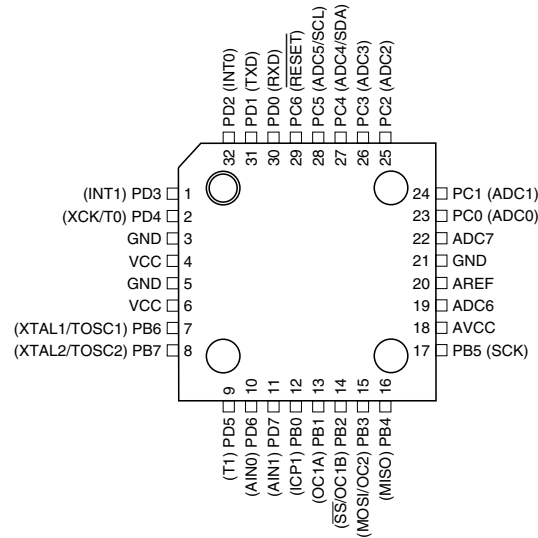 PD2 (INT0)
PD1 (TXD)
PD0 (RXD)
PC6 (RESET)
PC5 (ADC5/SCL)
PC4 (ADC4/SDA)
PC3 (ADC3)
PC2 (ADC2)
32
31
30
29
28
27
26
25
(INT1) PD3 1
(XCK/T0) PD4 2
GND 3
VCC 4
GND 5
VCC 6
(XTAL1/TOSC1) PB6 7
(XTAL2/TOSC2) PB7 8
24 PC1 (ADC1)
23 PC0 (ADC0)
22 ADC7
21 GND
20 AREF
19 ADC6
18 AVCC
17 PB5 (SCK)
9
10
11
12
13
14
15
16
(T1) PD5
(AIN0) PD6
(AIN1) PD7
(ICP1) PB0
(OC1A) PB1
(SS/OC1B) PB2
(MOSI/OC2) PB3
(MISO) PB4